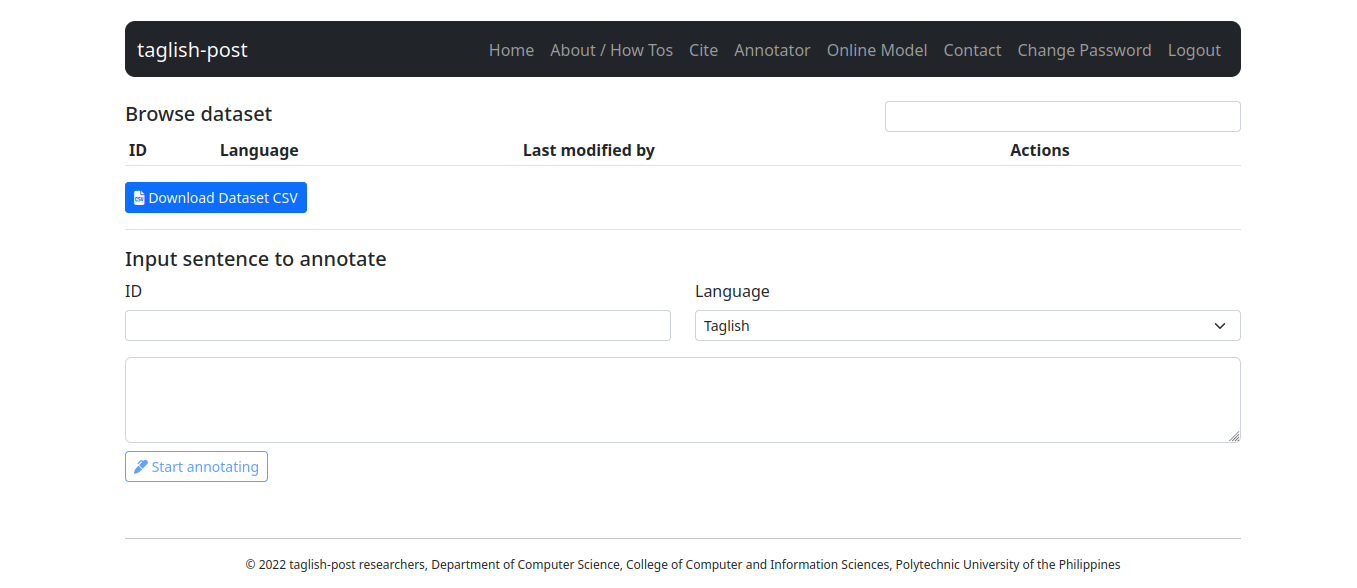 taglish-post Home About / How Tos Cite Annotator Online Model Contact Change Password Logout
Browse dataset
ID Language Last modified by Actions
Download Dataset CSV
Input sentence to annotate
ID Language
Taglish
Start annotating
© 2022 taglish-post researchers, Department of Computer Science, College of Computer and Information Sciences, Polytechnic University of the Philippines